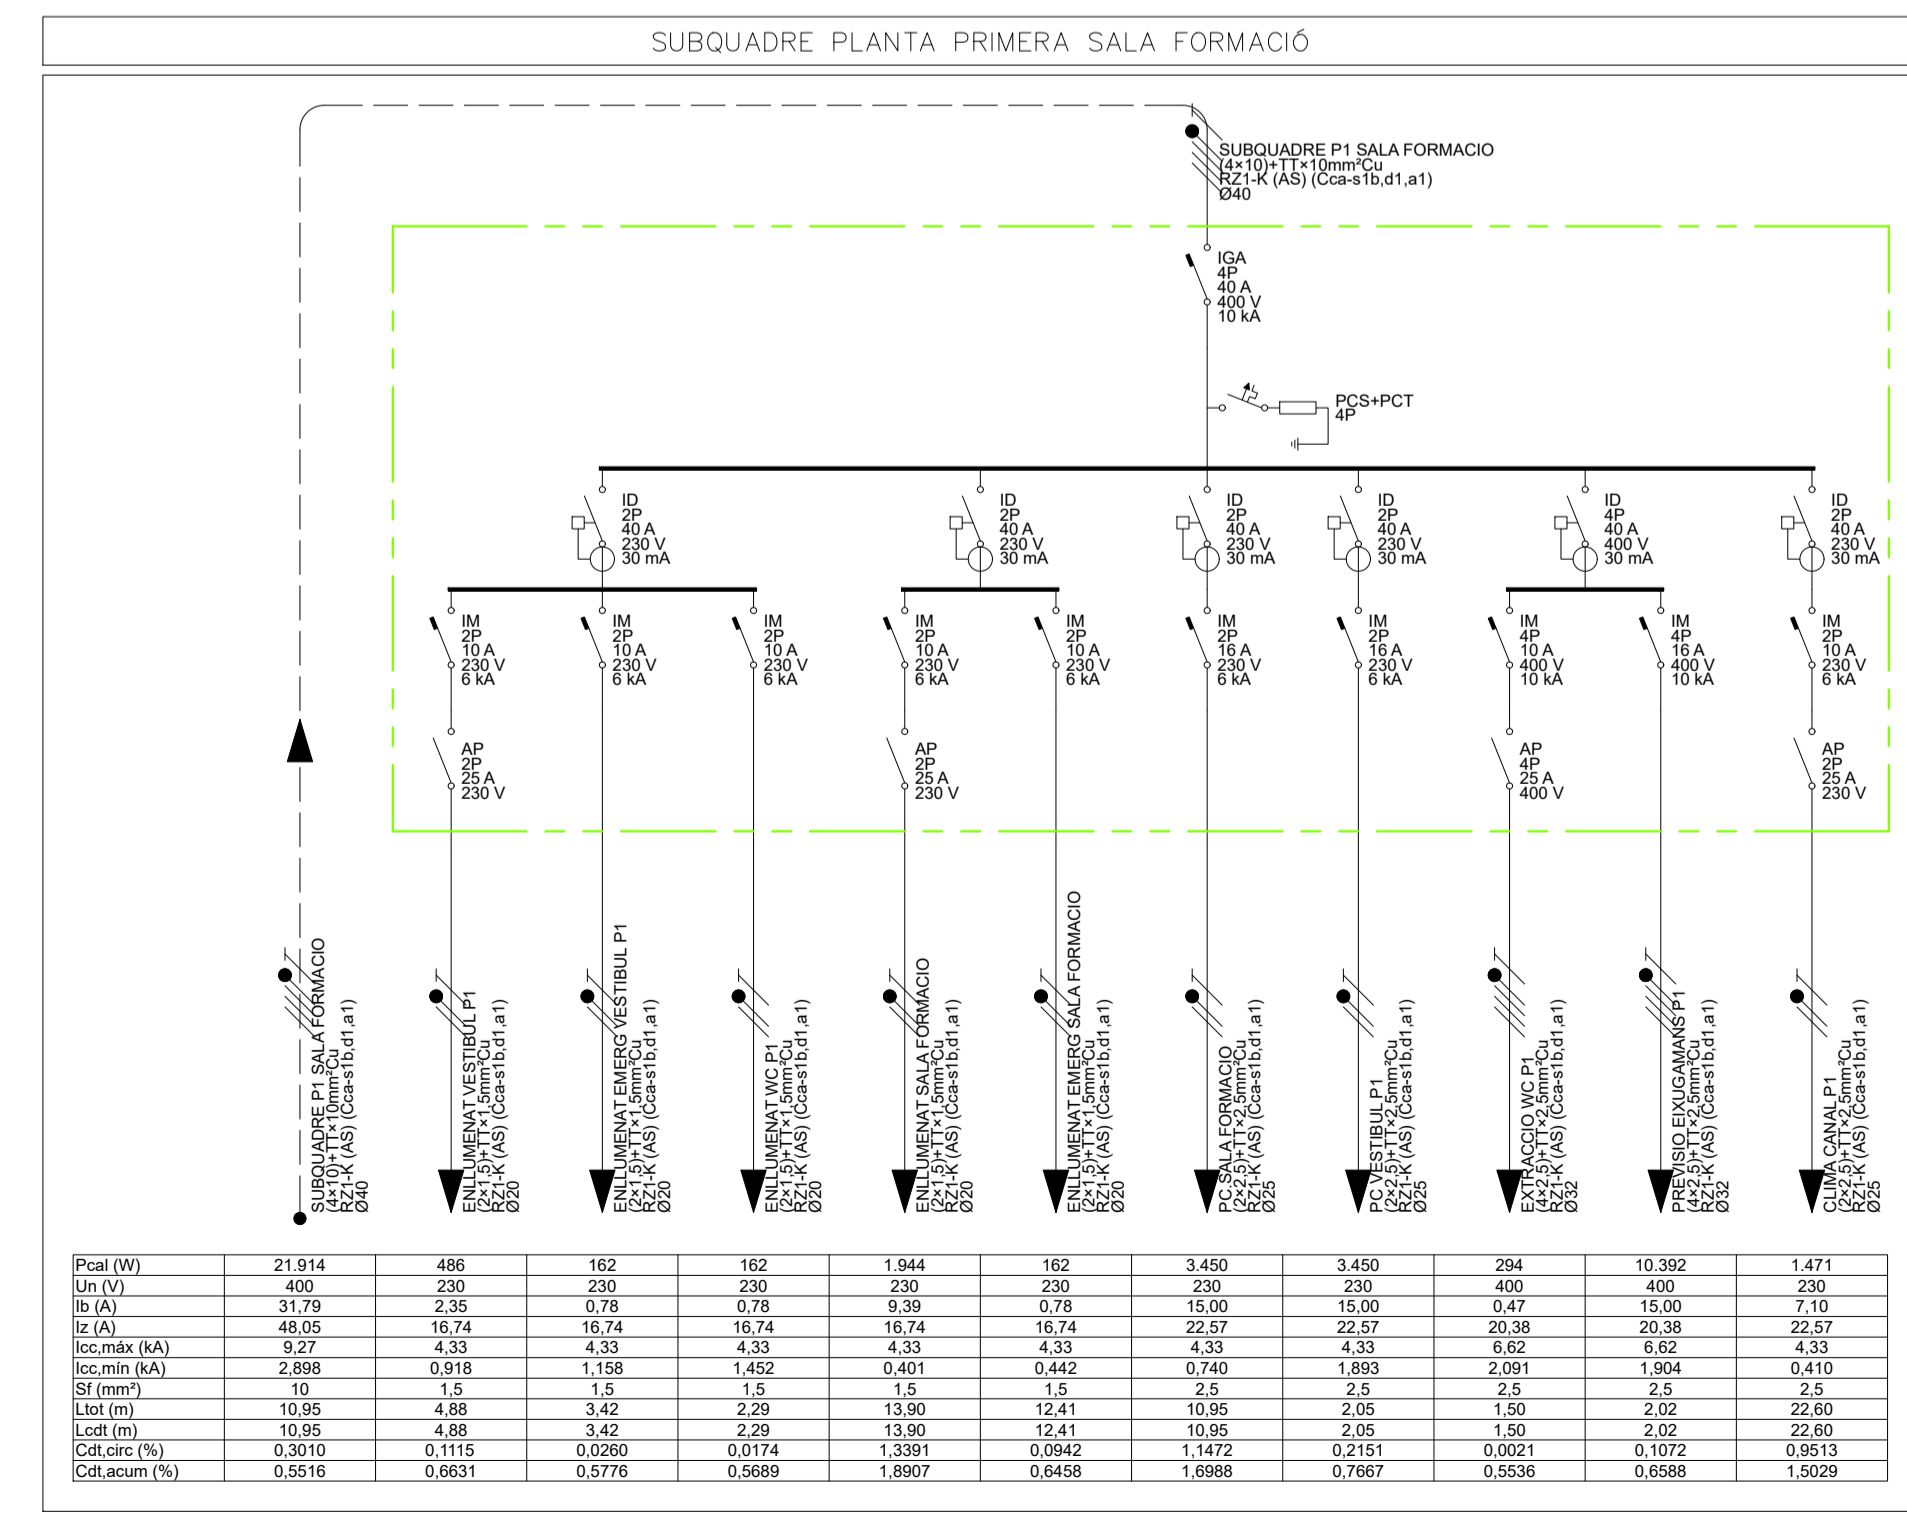 SUBQUADRE PLANTA PRIMERA SALA FORMACIÓ
SUBQUADRE P1 SALA FORMACIO
(4×10)+TT×10mm²Cu
RZ1-K (AS) (Cca-s1b,d1,a1)
Ø40
IGA
4P
40 A
400 V
10 kA
PCS+PCT
4P
ID
2P
40 A
230 V
30 mA
ID
2P
40 A
230 V
30 mA
ID
2P
40 A
230 V
30 mA
ID
2P
40 A
230 V
30 mA
ID
4P
40 A
400 V
30 mA
ID
2P
40 A
230 V
30 mA
IM
2P
10 A
230 V
6 kA
IM
2P
10 A
230 V
6 kA
IM
2P
10 A
230 V
6 kA
IM
2P
10 A
230 V
6 kA
IM
2P
10 A
230 V
6 kA
IM
2P
16 A
230 V
6 kA
IM
2P
16 A
230 V
6 kA
IM
4P
10 A
400 V
10 kA
IM
4P
16 A
400 V
10 kA
IM
2P
10 A
230 V
6 kA
AP
2P
25 A
230 V
AP
2P
25 A
230 V
AP
4P
25 A
400 V
AP
2P
25 A
230 V
SUBQUADRE P1 SALA FORMACIO
(4×10)+TT×10mm²Cu
RZ1-K (AS) (Cca-s1b,d1,a1)
Ø40
ENLLUMENAT VESTIBUL P1
(2×1,5)+TT×1,5mm²Cu
RZ1-K (AS) (Cca-s1b,d1,a1)
Ø20
ENLLUMENAT EMERG VESTIBUL P1
(2×1,5)+TT×1,5mm²Cu
RZ1-K (AS) (Cca-s1b,d1,a1)
Ø20
ENLLUMENAT WC P1
(2×1,5)+TT×1,5mm²Cu
RZ1-K (AS) (Cca-s1b,d1,a1)
Ø20
ENLLUMENAT SALA FORMACIO
(2×1,5)+TT×1,5mm²Cu
RZ1-K (AS) (Cca-s1b,d1,a1)
Ø20
ENLLUMENAT EMERG SALA FORMACIO
(2×1,5)+TT×1,5mm²Cu
RZ1-K (AS) (Cca-s1b,d1,a1)
Ø20
PC SALA FORMACIO
(2×2,5)+TT×2,5mm²Cu
RZ1-K (AS) (Cca-s1b,d1,a1)
Ø25
PC VESTIBUL P1
(2×2,5)+TT×2,5mm²Cu
RZ1-K (AS) (Cca-s1b,d1,a1)
Ø25
EXTRACCIO WC P1
(4×2,5)+TT×2,5mm²Cu
RZ1-K (AS) (Cca-s1b,d1,a1)
Ø32
PREVISIO EIXUGAMANS P1
(4×2,5)+TT×2,5mm²Cu
RZ1-K (AS) (Cca-s1b,d1,a1)
Ø32
CLIMA CANAL P1
(2×2,5)+TT×2,5mm²Cu
RZ1-K (AS) (Cca-s1b,d1,a1)
Ø25
Pcal (W) 21.914 486 162 162 1.944 162 3.450 3.450 294 10.392 1.471
Un (V) 400 230 230 230 230 230 230 230 400 400 230
Ib (A) 31,79 2,35 0,78 0,78 9,39 0,78 15,00 15,00 0,47 15,00 7,10
Iz (A) 48,05 16,74 16,74 16,74 16,74 16,74 22,57 22,57 20,38 20,38 22,57
Icc,máx (kA) 9,27 4,33 4,33 4,33 4,33 4,33 4,33 4,33 6,62 6,62 4,33
Icc,mín (kA) 2,898 0,918 1,158 1,452 0,401 0,442 0,740 1,893 2,091 1,904 0,410
Sf (mm²) 10 1,5 1,5 1,5 1,5 1,5 2,5 2,5 2,5 2,5 2,5
Ltot (m) 10,95 4,88 3,42 2,29 13,90 12,41 10,95 2,05 1,50 2,02 22,60
Lcdt (m) 10,95 4,88 3,42 2,29 13,90 12,41 10,95 2,05 1,50 2,02 22,60
Cdt,circ (%) 0,3010 0,1115 0,0260 0,0174 1,3391 0,0942 1,1472 0,2151 0,0021 0,1072 0,9513
Cdt,acum (%) 0,5516 0,6631 0,5776 0,5689 1,8907 0,6458 1,6988 0,7667 0,5536 0,6588 1,5029